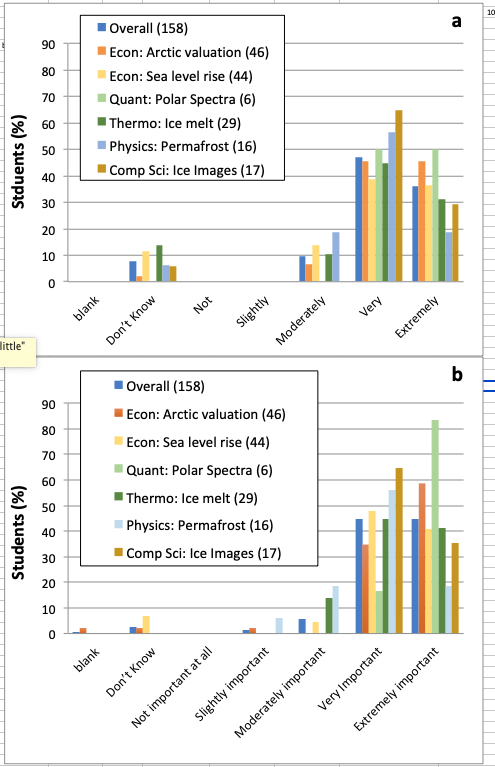 10
a
90
80
70
60
50
40
30
20
10
0
Stduents (%)
Overall (158)
Econ: Arctic valuation (46)
Econ: Sea level rise (44)
Quant: Polar Spectra (6)
Thermo: Ice melt (29)
Physics: Permafrost (16)
Comp Sci: Ice Images (17)
blank
Don't Know
Not
Slightly
Moderately
Very
Extremely
little"
b
90
80
70
60
50
40
30
20
10
0
Students (%)
Overall (158)
Econ: Arctic valuation (46)
Econ: Sea level rise (44)
Quant: Polar Spectra (6)
Thermo: Ice melt (29)
Physics: Permafrost (16)
Comp Sci: Ice Images (17)
blank
Don't Know
Not important at all
Slightly important
Moderately important
Very Important
Extremely important